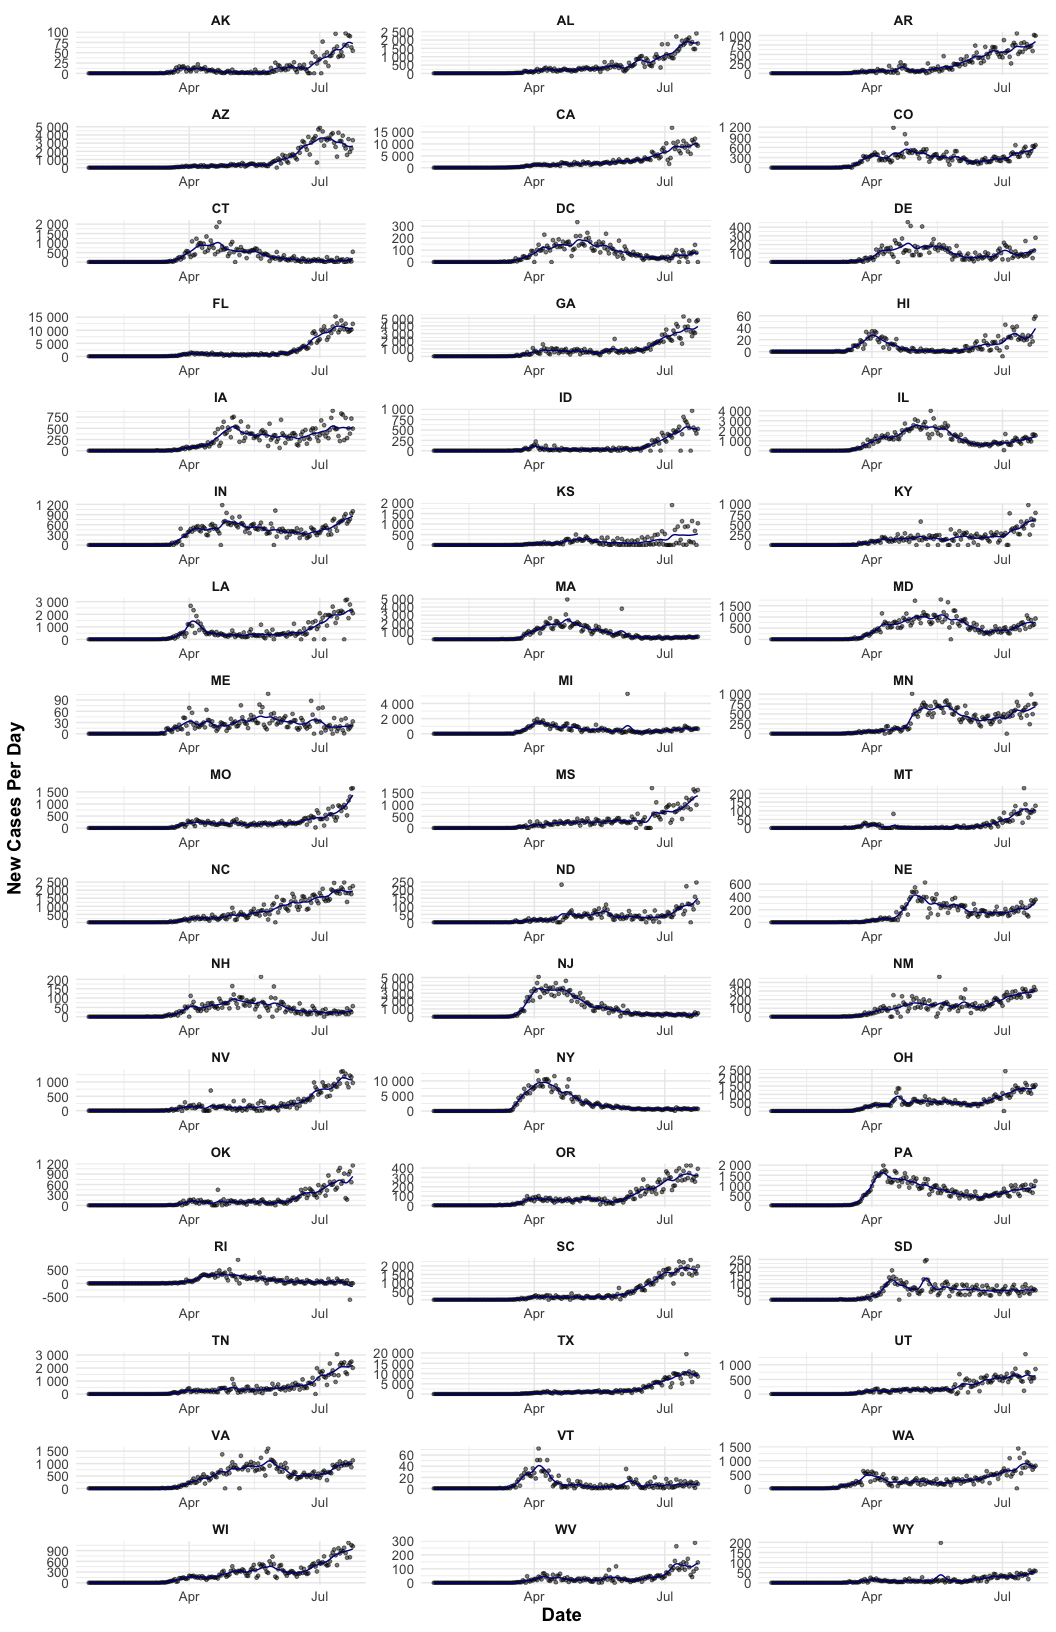 AK AL AR
100 75 50 25 0 2 500 2 000 1 500 1 000 500 0 1 000 750 500 250 0
Apr Jul Apr Jul Apr Jul
AZ CA CO
5 000 4 000 3 000 2 000 1 000 0 15 000 10 000 5 000 0 1 200 900 600 300 0
Apr Jul Apr Jul Apr Jul
CT DC DE
2 000 1 500 1 000 500 0 300 200 100 0 400 300 200 100 0
Apr Jul Apr Jul Apr Jul
FL GA HI
15 000 10 000 5 000 0 5 000 4 000 3 000 2 000 1 000 0 60 40 20 0
Apr Jul Apr Jul Apr Jul
IA ID IL
750 500 250 0 1 000 750 500 250 0 4 000 3 000 2 000 1 000 0
Apr Jul Apr Jul Apr Jul
IN KS KY
1 200 900 600 300 0 2 000 1 500 1 000 500 0 1 000 750 500 250 0
Apr Jul Apr Jul Apr Jul
LA MA MD
3 000 2 000 1 000 0 5 000 4 000 3 000 2 000 1 000 0 1 500 1 000 500 0
Apr Jul Apr Jul Apr Jul
ME MI MN
90 60 30 0 4 000 2 000 0 1 000 750 500 250 0
Apr Jul Apr Jul Apr Jul
New Cases Per Day
MO MS MT
1 500 1 000 500 0 1 500 1 000 500 0 200 150 100 50 0
Apr Jul Apr Jul Apr Jul
NC ND NE
2 500 2 000 1 500 1 000 500 0 250 200 150 100 50 0 600 400 200 0
Apr Jul Apr Jul Apr Jul
NH NJ NM
200 150 100 50 0 5 000 4 000 3 000 2 000 1 000 0 400 300 200 100 0
Apr Jul Apr Jul Apr Jul
NV NY OH
1 000 500 0 10 000 5 000 0 2 500 2 000 1 500 1 000 500 0
Apr Jul Apr Jul Apr Jul
OK OR PA
1 200 900 600 300 0 400 300 200 100 0 2 000 1 500 1 000 500 0
Apr Jul Apr Jul Apr Jul
RI SC SD
500 0 -500 2 000 1 500 1 000 500 0 250 200 150 100 50 0
Apr Jul Apr Jul Apr Jul
TN TX UT
3 000 2 000 1 000 0 20 000 15 000 10 000 5 000 0 1 000 500 0
Apr Jul Apr Jul Apr Jul
VA VT WA
1 500 1 000 500 0 60 40 20 0 1 500 1 000 500 0
Apr Jul Apr Jul Apr Jul
WI WV WY
900 600 300 0 300 200 100 0 200 150 100 50 0
Apr Jul Apr Jul Apr Jul
Date